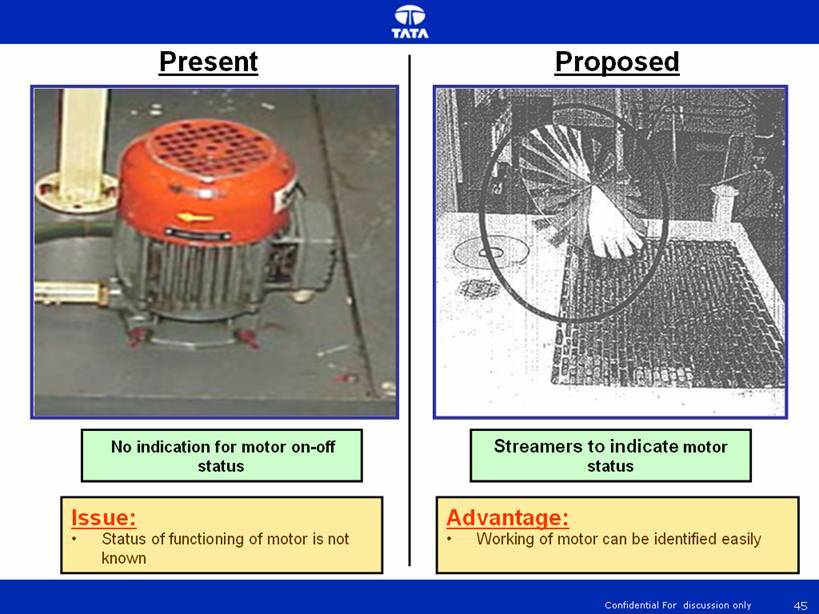 TATA
Present
Proposed
No indication for motor on-off
status
Streamers to indicate motor
status
Issue:
• Status of functioning of motor is not
known
Advantage:
• Working of motor can be identified easily
Confidential For discussion only
45